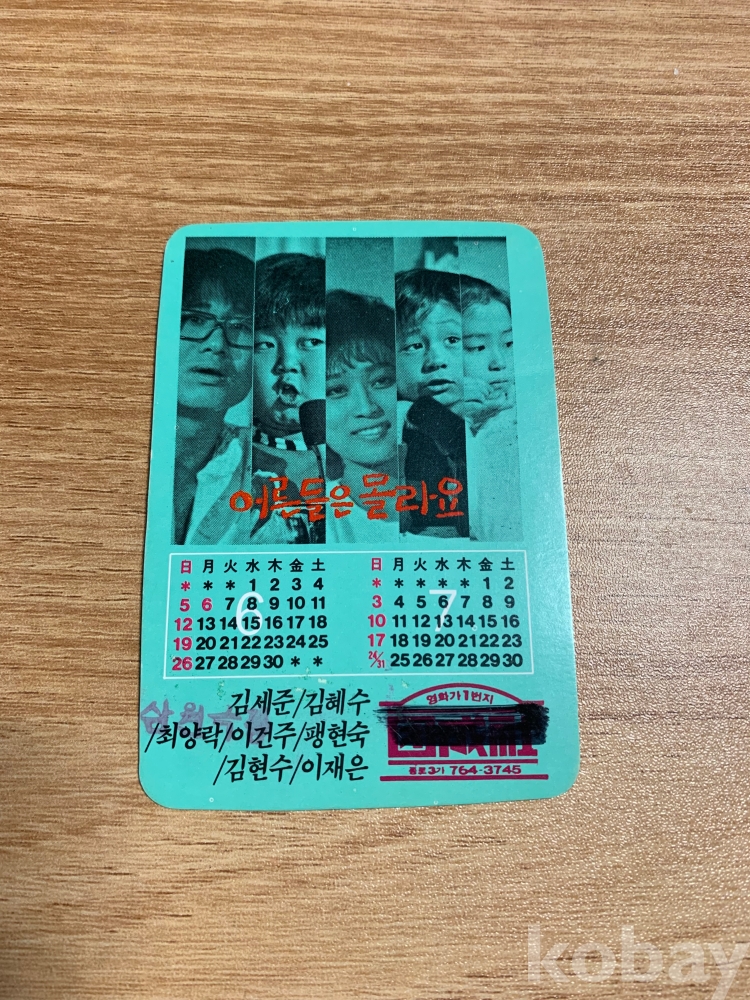 어른들은 몰라요
日 月 火 水 木 金 土
* * * 1 2 3 4
5 6 7 8 9 10 11
12 13 14 15 16 17 18
19 20 21 22 23 24 25
26 27 28 29 30 * *
6
日 月 火 水 木 金 土
* * * * * 1 2
3 4 5 6 7 8 9
10 11 12 13 14 15 16
17 18 19 20 21 22 23
24/31 25 26 27 28 29 30
7
김세준/김혜수
/최양락/이건주/팽현숙
/김현수/이재은
영화가1번지
종로3가 764-3745
kobay